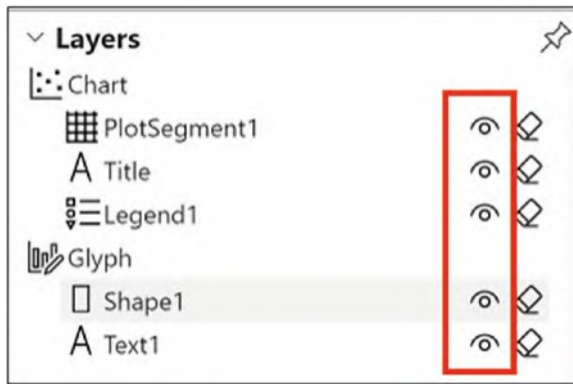 Layers
Chart
PlotSegment1
Title
Legend1
Glyph
Shape1
Text1